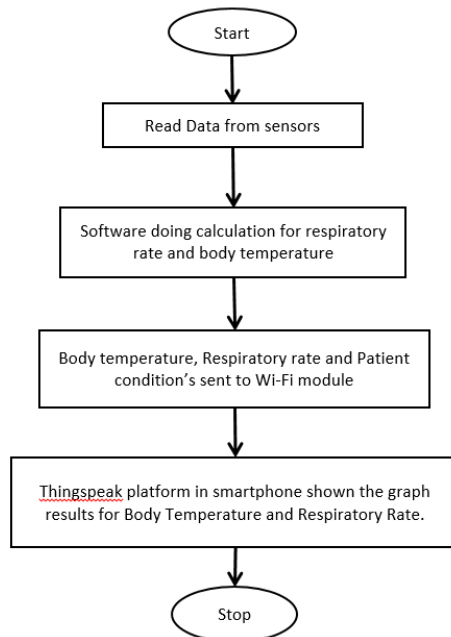 Start
Read Data from sensors
Software doing calculation for respiratory
rate and body temperature
Body temperature, Respiratory rate and Patient
condition’s sent to Wi-Fi module
Thingspeak platform in smartphone shown the graph
results for Body Temperature and Respiratory Rate.
Stop